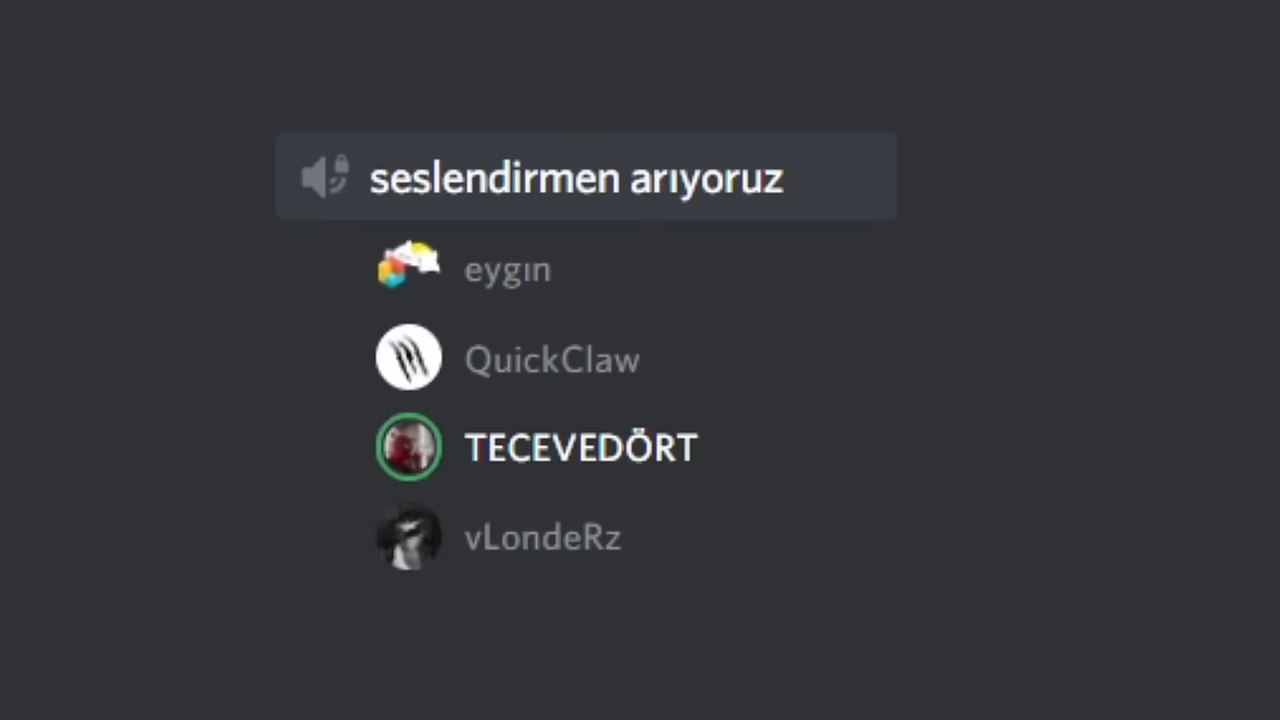 seslendirmen arıyoruz
eygın
QuickClaw
TECEVEDÖRT
vLondeRz